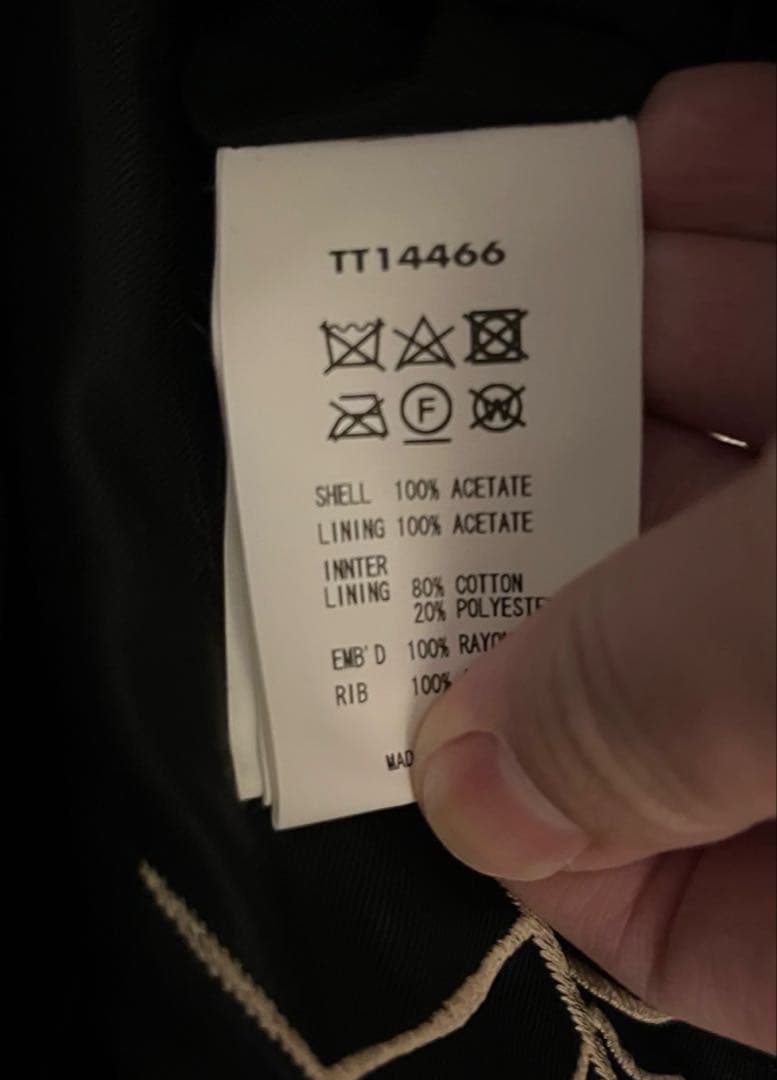 TT14466
F W
SHELL 100% ACETATE
LINING 100% ACETATE
INNTER
LINING 80% COTTON
20% POLYESTE
EMB'D 100% RAYO
RIB 100%
MAD